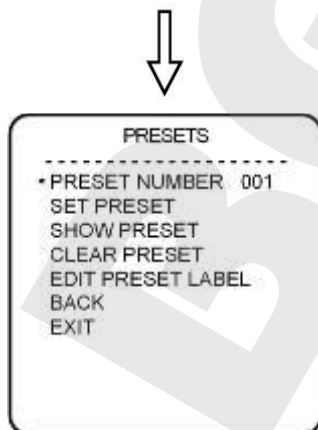 PRESETS
- - - - - - - - - - - - - - - - - - - -
• PRESET NUMBER 001
SET PRESET
SHOW PRESET
CLEAR PRESET
EDIT PRESET LABEL
BACK
EXIT